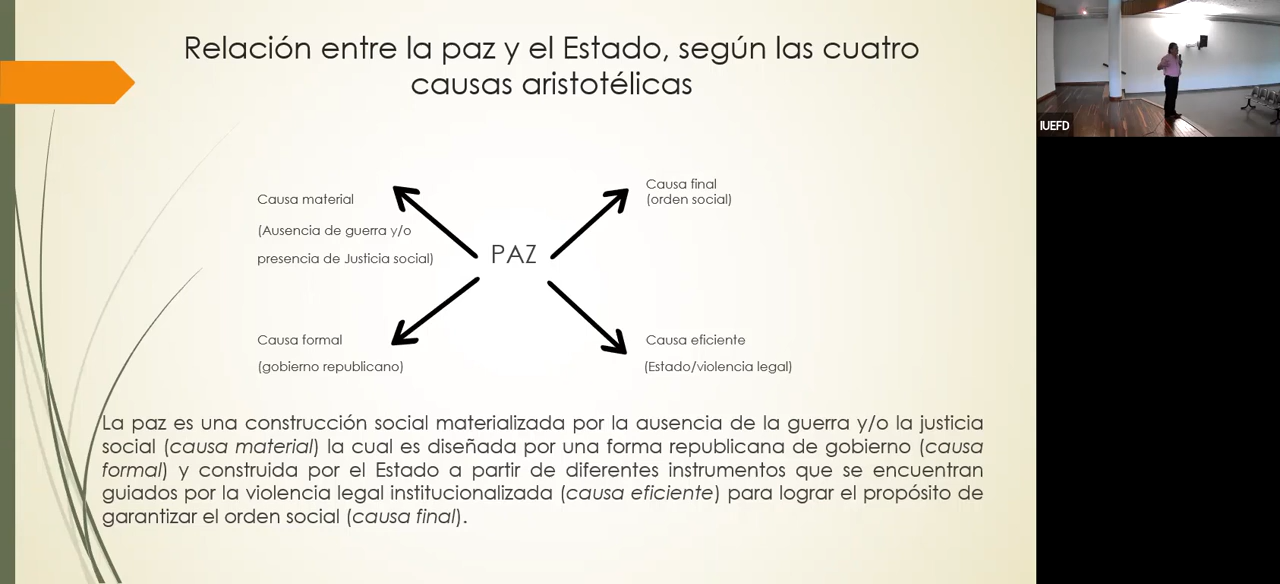 Relación entre la paz y el Estado, según las cuatro
causas aristotélicas
IUEFD
Causa material
(Ausencia de guerra y/o
presencia de Justicia social)
Causa final
(orden social)
PAZ
Causa formal
(gobierno republicano)
Causa eficiente
(Estado/violencia legal)
La paz es una construcción social materializada por la ausencia de la guerra y/o la justicia
social (causa material) la cual es diseñada por una forma republicana de gobierno (causa
formal) y construida por el Estado a partir de diferentes instrumentos que se encuentran
guiados por la violencia legal institucionalizada (causa eficiente) para lograr el propósito de
garantizar el orden social (causa final).